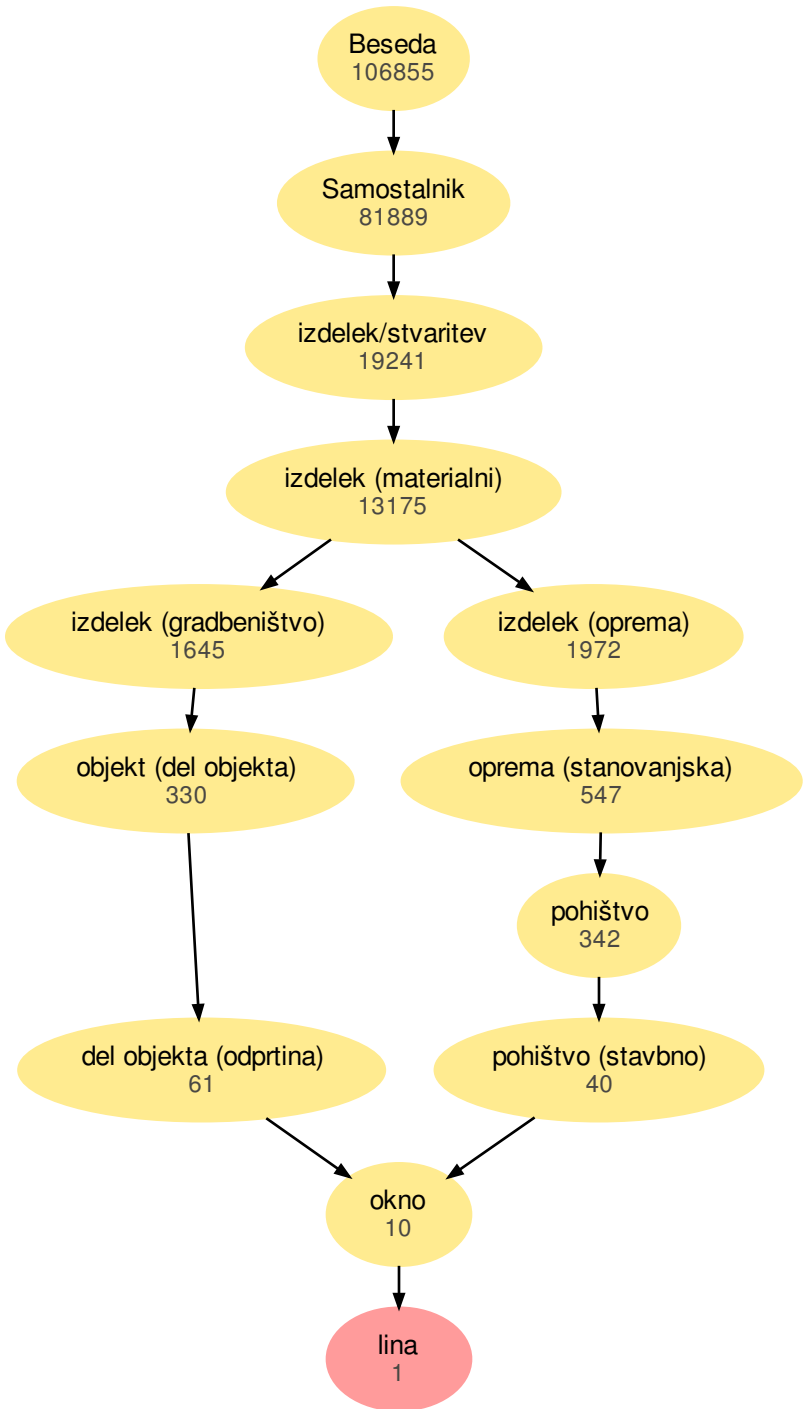 Beseda
106855
Samostalnik
81889
izdelek/stvaritev
19241
izdelek (materialni)
13175
izdelek (gradbeništvo)
1645
izdelek (oprema)
1972
objekt (del objekta)
330
oprema (stanovanjska)
547
pohištvo
342
del objekta (odprtina)
61
pohištvo (stavbno)
40
okno
10
lina
1